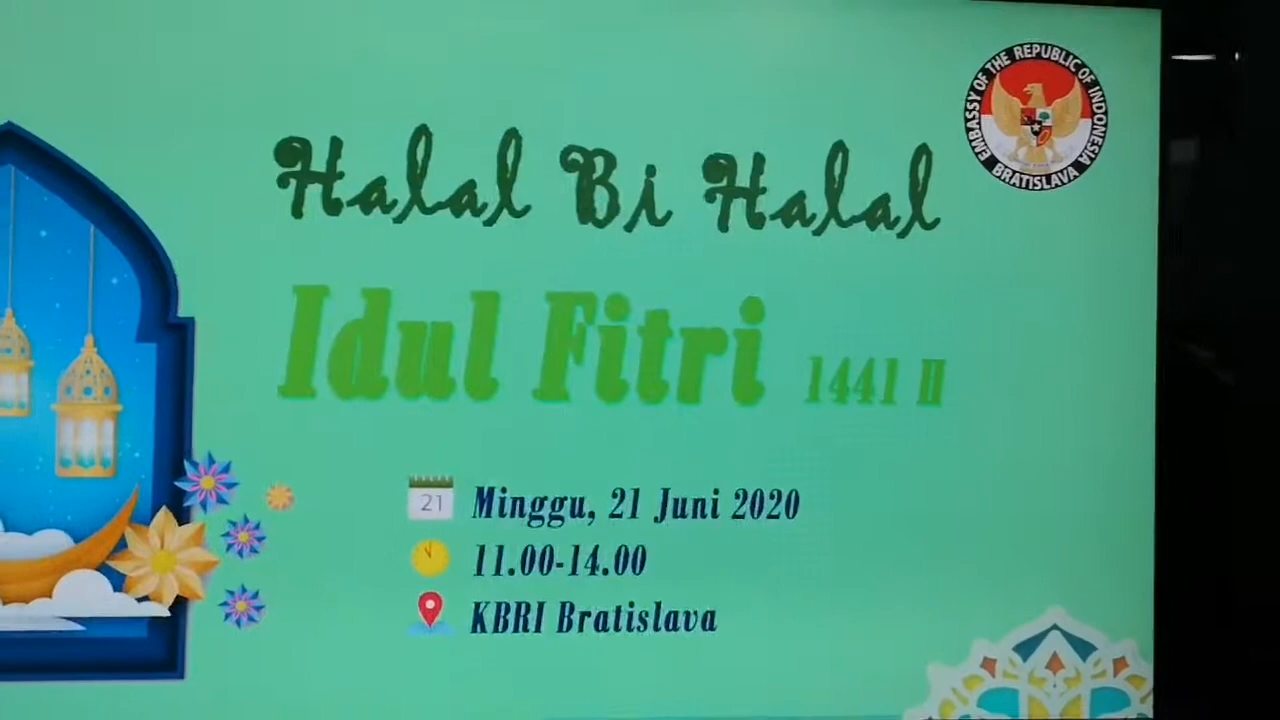 EMBASSY OF THE REPUBLIC OF INDONESIA
BRATISLAVA
Halal Bi Halal
Idul Fitri 1441 H
21 Minggu, 21 Juni 2020
11.00-14.00
KBRI Bratislava